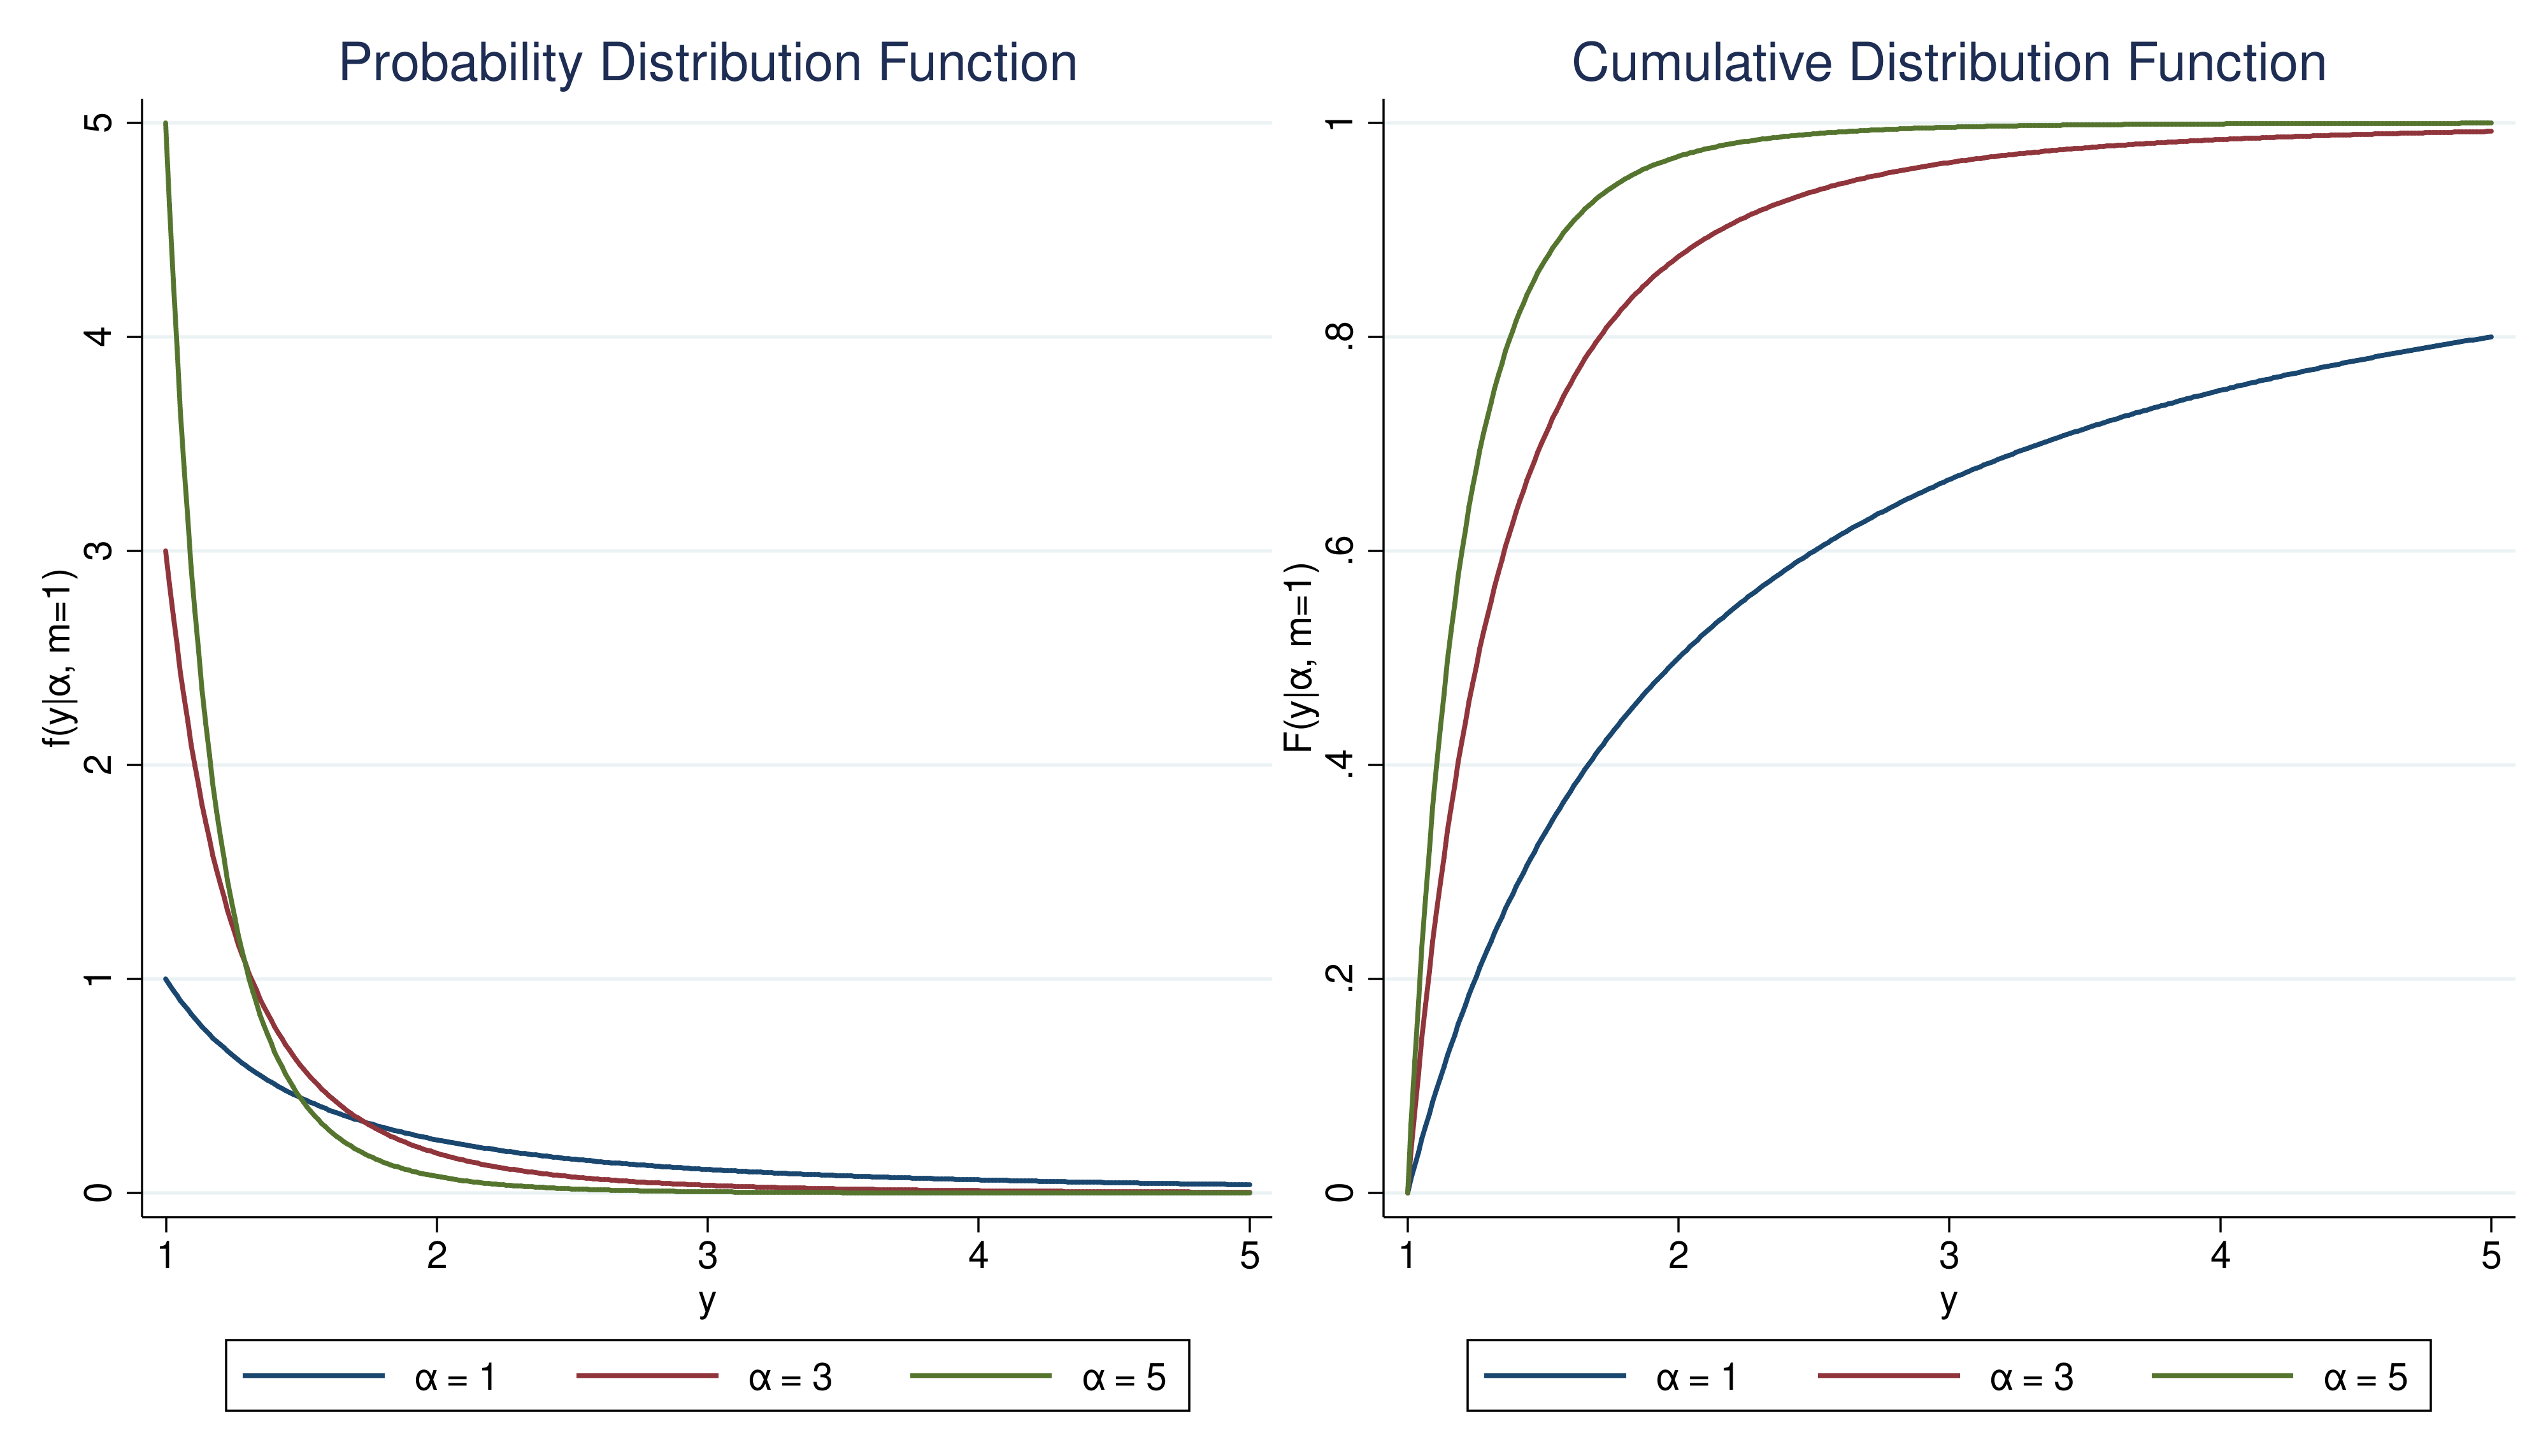 Probability Distribution Function
5
4
3
2
1
0
f(y|α, m=1)
1 2 3 4 5
y
α = 1 α = 3 α = 5
Cumulative Distribution Function
1
.8
.6
.4
.2
0
F(y|α, m=1)
1 2 3 4 5
y
α = 1 α = 3 α = 5